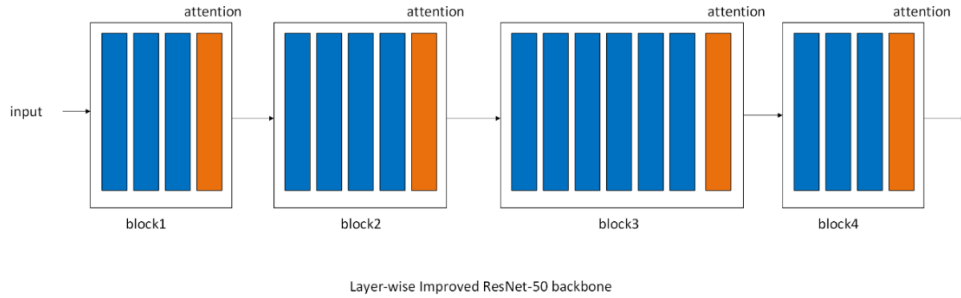 attention attention attention attention
input
block1 block2 block3 block4
Layer-wise Improved ResNet-50 backbone